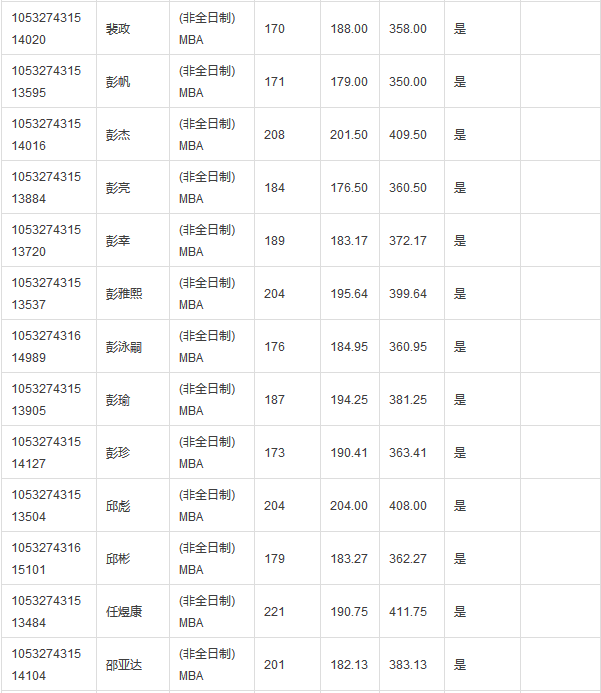 1053274315 (非全日制)
14020 裴政 MBA 170 188.00 358.00 是
1053274315 (非全日制)
13595 彭帆 MBA 171 179.00 350.00 是
1053274315 (非全日制)
14016 彭杰 MBA 208 201.50 409.50 是
1053274315 (非全日制)
13884 彭亮 MBA 184 176.50 360.50 是
1053274315 (非全日制)
13720 彭幸 MBA 189 183.17 372.17 是
1053274315 (非全日制)
13537 彭雅熙 MBA 204 195.64 399.64 是
1053274316 (非全日制)
14989 彭泳嗣 MBA 176 184.95 360.95 是
1053274315 (非全日制)
13905 彭瑜 MBA 187 194.25 381.25 是
1053274315 (非全日制)
14127 彭珍 MBA 173 190.41 363.41 是
1053274315 (非全日制)
13504 邱彪 MBA 204 204.00 408.00 是
1053274316 (非全日制)
15101 邱彬 MBA 179 183.27 362.27 是
1053274315 (非全日制)
13484 任煜康 MBA 221 190.75 411.75 是
1053274315 (非全日制)
14104 邵亚达 MBA 201 182.13 383.13 是